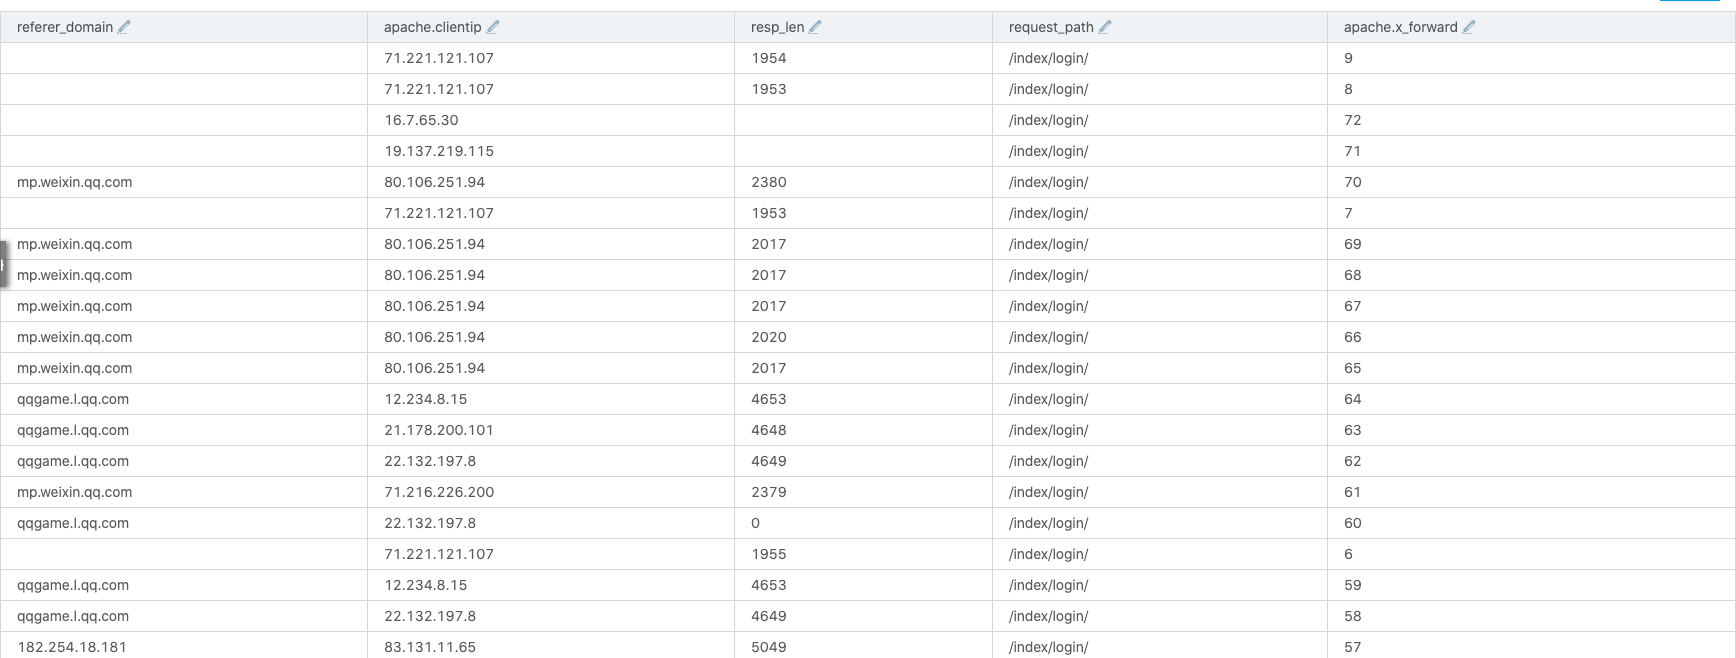 referer_domain apache.clientip resp_len request_path apache.x_forward
71.221.121.107 1954 /index/login/ 9
71.221.121.107 1953 /index/login/ 8
16.7.65.30 /index/login/ 72
19.137.219.115 /index/login/ 71
mp.weixin.qq.com 80.106.251.94 2380 /index/login/ 70
71.221.121.107 1953 /index/login/ 7
mp.weixin.qq.com 80.106.251.94 2017 /index/login/ 69
mp.weixin.qq.com 80.106.251.94 2017 /index/login/ 68
mp.weixin.qq.com 80.106.251.94 2017 /index/login/ 67
mp.weixin.qq.com 80.106.251.94 2020 /index/login/ 66
mp.weixin.qq.com 80.106.251.94 2017 /index/login/ 65
qqgame.l.qq.com 12.234.8.15 4653 /index/login/ 64
qqgame.l.qq.com 21.178.200.101 4648 /index/login/ 63
qqgame.l.qq.com 22.132.197.8 4649 /index/login/ 62
mp.weixin.qq.com 71.216.226.200 2379 /index/login/ 61
qqgame.l.qq.com 22.132.197.8 0 /index/login/ 60
71.221.121.107 1955 /index/login/ 6
qqgame.l.qq.com 12.234.8.15 4653 /index/login/ 59
qqgame.l.qq.com 22.132.197.8 4649 /index/login/ 58
182.254.18.181 83.131.11.65 5049 /index/login/ 57